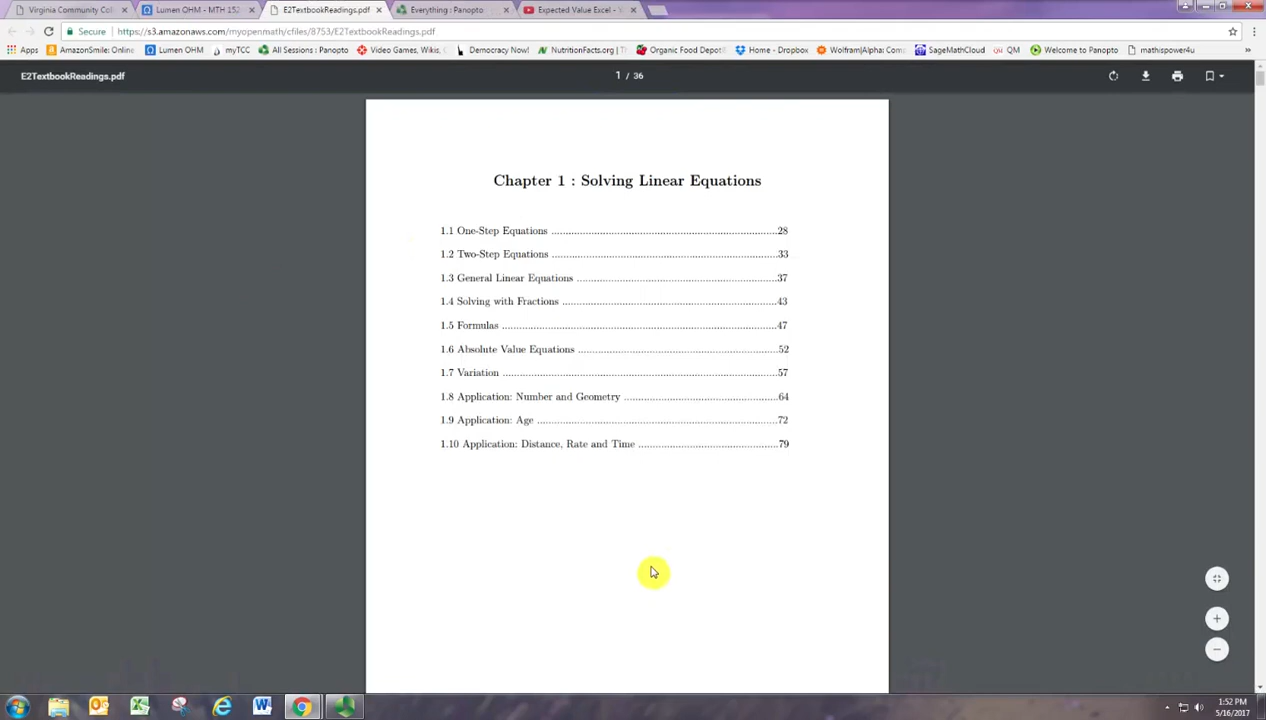 Virginia Community Coll
Lumen OHM - MTH 152
E2TextbookReadings.pdf
Everything : Panopto
Expected Value Excel - Y
Secure
https://s3.amazonaws.com/myopenmath/cfiles/8753/E2TextbookReadings.pdf
Apps
AmazonSmile: Online
Lumen OHM
myTCC
All Sessions : Panopto
Video Games, Wikis, C
Democracy Now!
NutritionFacts.org | Th
Organic Food Depot®
Home - Dropbox
Wolfram|Alpha: Comp
SageMathCloud
QM
Welcome to Panopto
mathispower4u
E2TextbookReadings.pdf
1 / 36
Chapter 1 : Solving Linear Equations
1.1 One-Step Equations ....................................................................28
1.2 Two-Step Equations ....................................................................33
1.3 General Linear Equations ............................................................37
1.4 Solving with Fractions .................................................................43
1.5 Formulas .....................................................................................47
1.6 Absolute Value Equations ............................................................52
1.7 Variation .....................................................................................57
1.8 Application: Number and Geometry .............................................64
1.9 Application: Age ..........................................................................72
1.10 Application: Distance, Rate and Time .........................................79
1:52 PM
5/16/2017